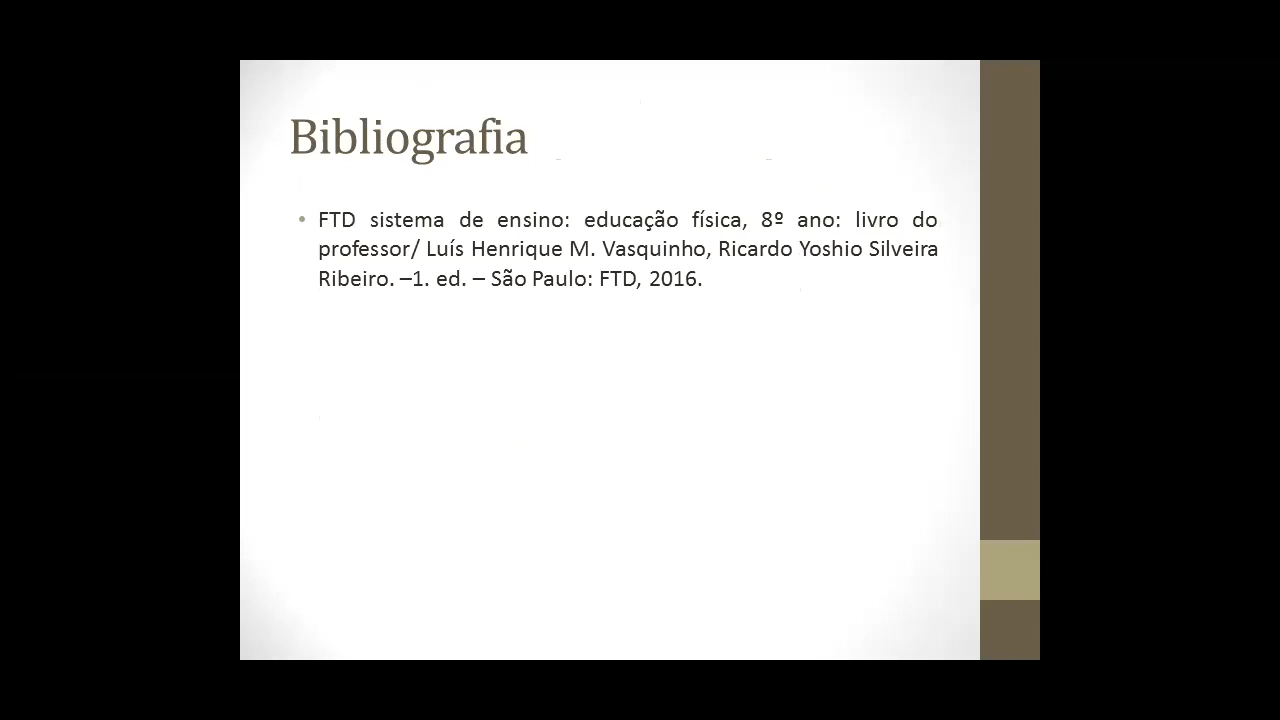 Bibliografia
• FTD sistema de ensino: educação física, 8º ano: livro do
professor/ Luís Henrique M. Vasquinho, Ricardo Yoshio Silveira
Ribeiro. –1. ed. – São Paulo: FTD, 2016.